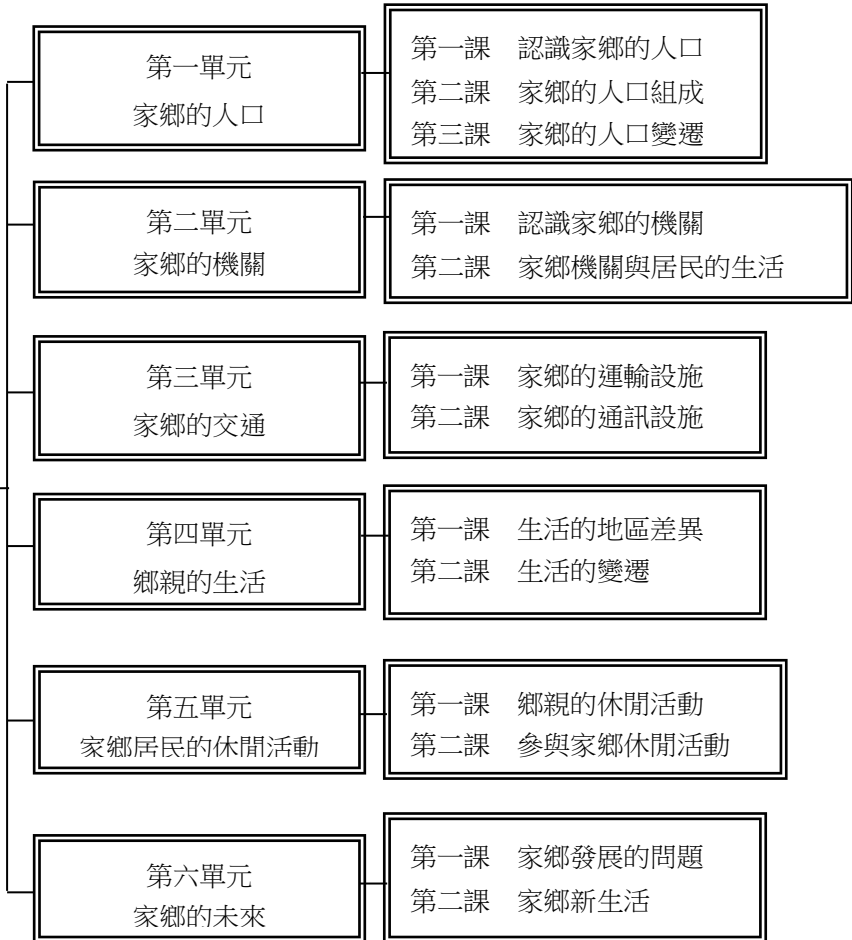 第一單元
家鄉的人口
第一課 認識家鄉的人口
第二課 家鄉的人口組成
第三課 家鄉的人口變遷
第二單元
家鄉的機關
第一課 認識家鄉的機關
第二課 家鄉機關與居民的生活
第三單元
家鄉的交通
第一課 家鄉的運輸設施
第二課 家鄉的通訊設施
第四單元
鄉親的生活
第一課 生活的地區差異
第二課 生活的變遷
第五單元
家鄉居民的休閒活動
第一課 鄉親的休閒活動
第二課 參與家鄉休閒活動
第六單元
家鄉的未來
第一課 家鄉發展的問題
第二課 家鄉新生活